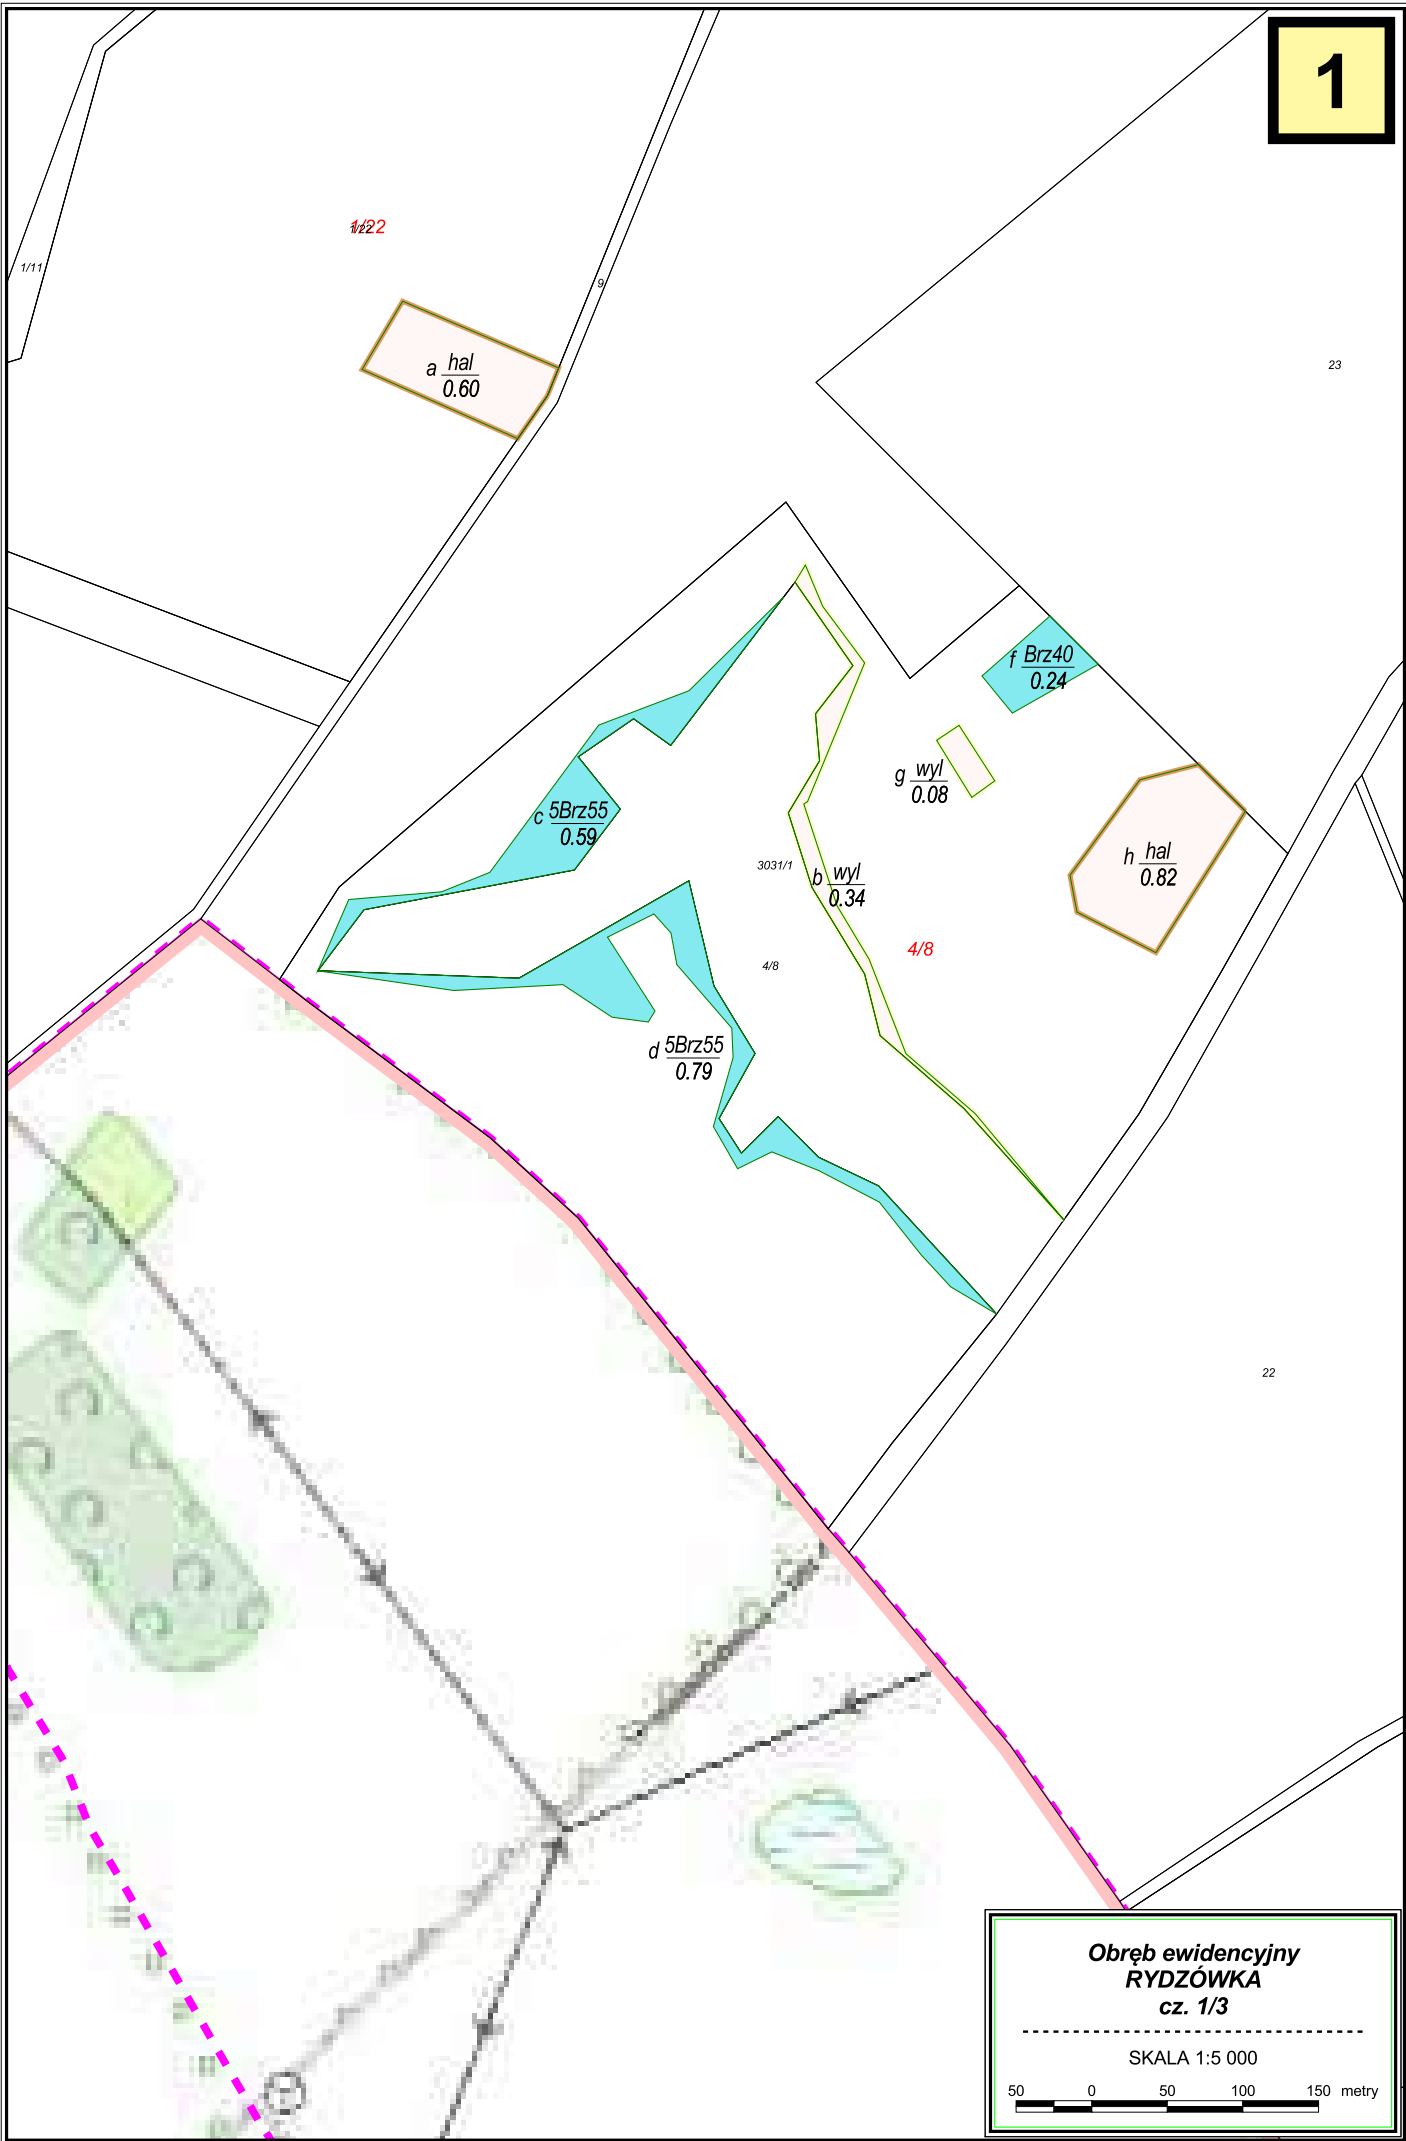 1
1/22
1/22
1/11
9
23
a hal
0.60
f Brz40
0.24
g wyl
0.08
c 5Brz55
0.59
3031/1
b wyl
0.34
h hal
0.82
4/8
4/8
d 5Brz55
0.79
22
Obręb ewidencyjny
RYDZÓWKA
cz. 1/3
SKALA 1:5 000
50 0 50 100 150 metry